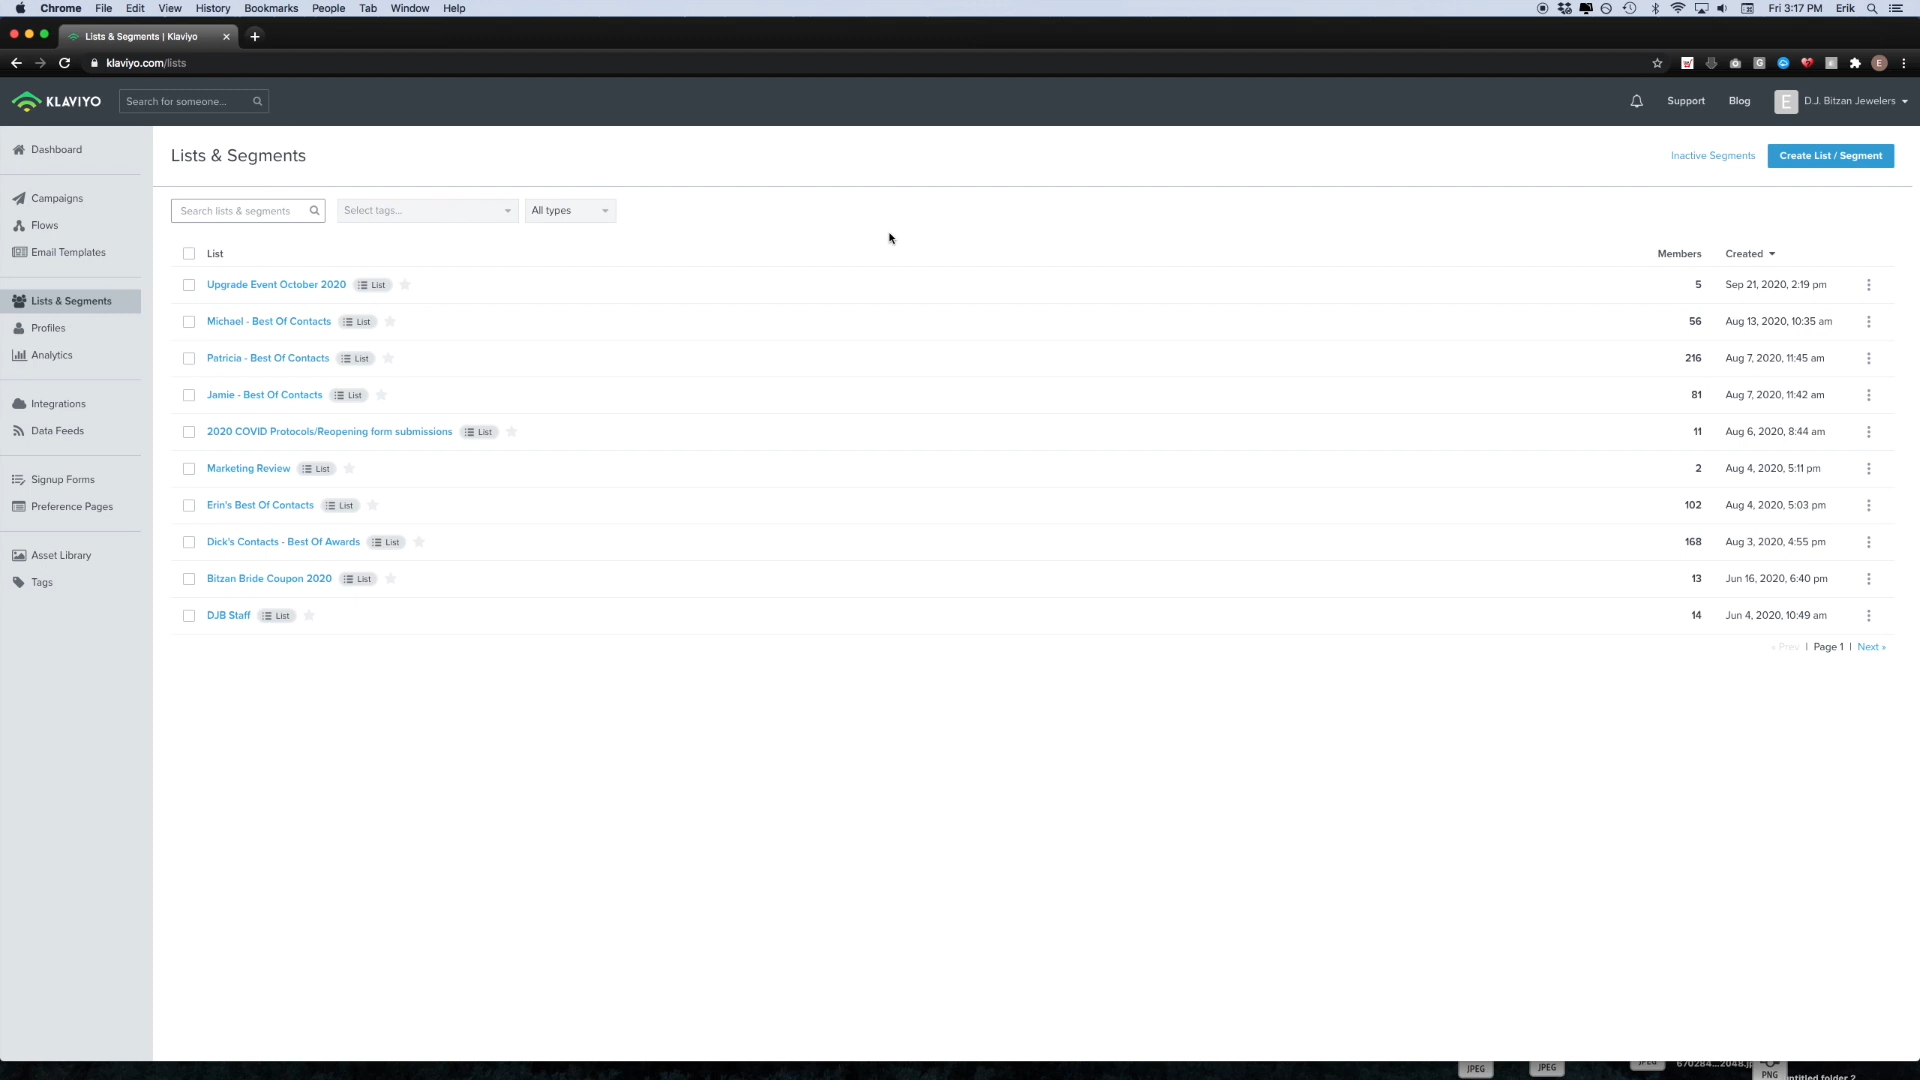 Chrome File Edit View History Bookmarks People Tab Window Help
Fri 3:17 PM Erik
Lists & Segments | Klaviyo
klaviyo.com/lists
KLAVIYO
Search for someone...
Support
Blog
E
D.J. Bitzan Jewelers
Dashboard
Campaigns
Flows
Email Templates
Lists & Segments
Profiles
Analytics
Integrations
Data Feeds
Signup Forms
Preference Pages
Asset Library
Tags
Lists & Segments
Inactive Segments
Create List / Segment
Search lists & segments
Select tags...
All types
List Members Created
Upgrade Event October 2020 List 5 Sep 21, 2020, 2:19 pm
Michael - Best Of Contacts List 56 Aug 13, 2020, 10:35 am
Patricia - Best Of Contacts List 216 Aug 7, 2020, 11:45 am
Jamie - Best Of Contacts List 81 Aug 7, 2020, 11:42 am
2020 COVID Protocols/Reopening form submissions List 11 Aug 6, 2020, 8:44 am
Marketing Review List 2 Aug 4, 2020, 5:11 pm
Erin's Best Of Contacts List 102 Aug 4, 2020, 5:03 pm
Dick's Contacts - Best Of Awards List 168 Aug 3, 2020, 4:55 pm
Bitzan Bride Coupon 2020 List 13 Jun 16, 2020, 6:40 pm
DJB Staff List 14 Jun 4, 2020, 10:49 am
« Prev | Page 1 | Next »
JPEG
JPEG
PNG